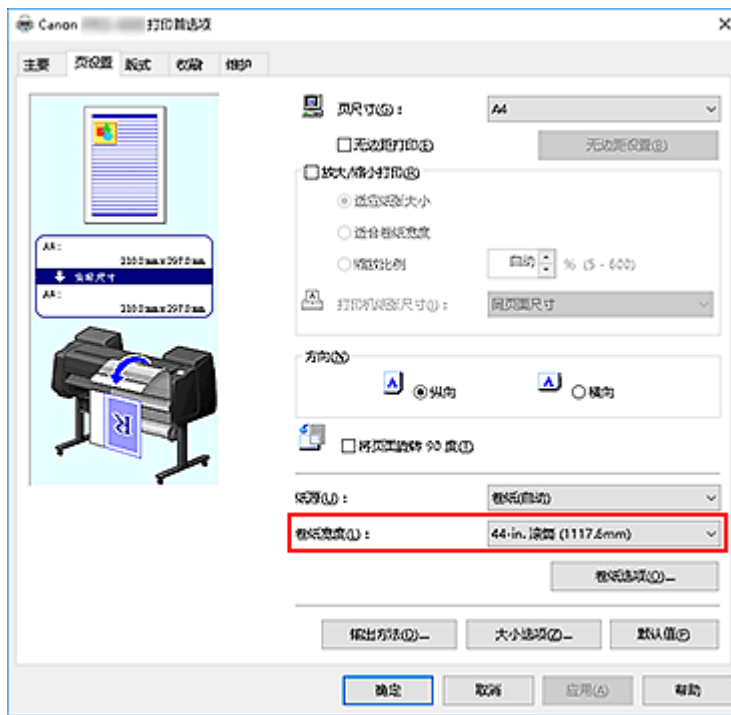 Canon 打印首选项
主要 页设置 版式 收藏 维护
页尺寸(S)： A4
无边距打印(E) 无边距设置(B)
放大/缩小打印(R)
适应纸张大小
适合卷纸宽度
缩放比例 自动 % (5 - 600)
打印机纸张尺寸(I)： 同页面尺寸
方向(N)
纵向 横向
将页面旋转 90 度(T)
纸源(U)： 卷纸(自动)
卷纸宽度(L)： 44-in. 滚筒 (1117.6mm)
卷纸选项(O)...
输出方法(D)... 大小选项(Z)... 默认值(F)
确定 取消 应用(A) 帮助
A4：
210.0mm x 297.0mm
当前尺寸
A4：
210.0mm x 297.0mm